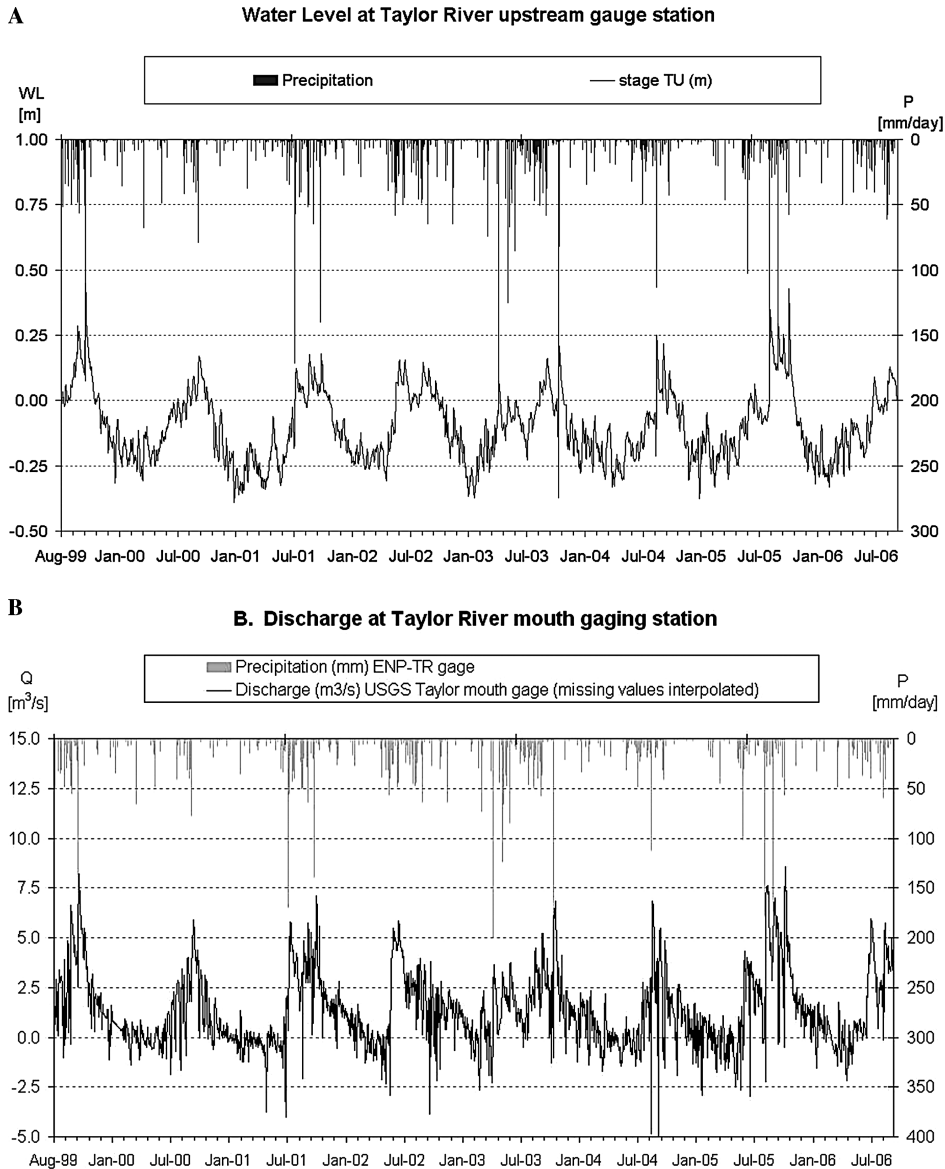 A
Water Level at Taylor River upstream gauge station
Precipitation
stage TU (m)
WL
[m]
P
[mm/day]
1.00
0.75
0.50
0.25
0.00
-0.25
-0.50
0
50
100
150
200
250
300
Aug-99 Jan-00 Jul-00 Jan-01 Jul-01 Jan-02 Jul-02 Jan-03 Jul-03 Jan-04 Jul-04 Jan-05 Jul-05 Jan-06 Jul-06
B
B. Discharge at Taylor River mouth gaging station
Precipitation (mm) ENP-TR gage
Discharge (m3/s) USGS Taylor mouth gage (missing values interpolated)
Q
[m³/s]
P
[mm/day]
15.0
12.5
10.0
7.5
5.0
2.5
0.0
-2.5
-5.0
0
50
100
150
200
250
300
350
400
Aug-99 Jan-00 Jul-00 Jan-01 Jul-01 Jan-02 Jul-02 Jan-03 Jul-03 Jan-04 Jul-04 Jan-05 Jul-05 Jan-06 Jul-06